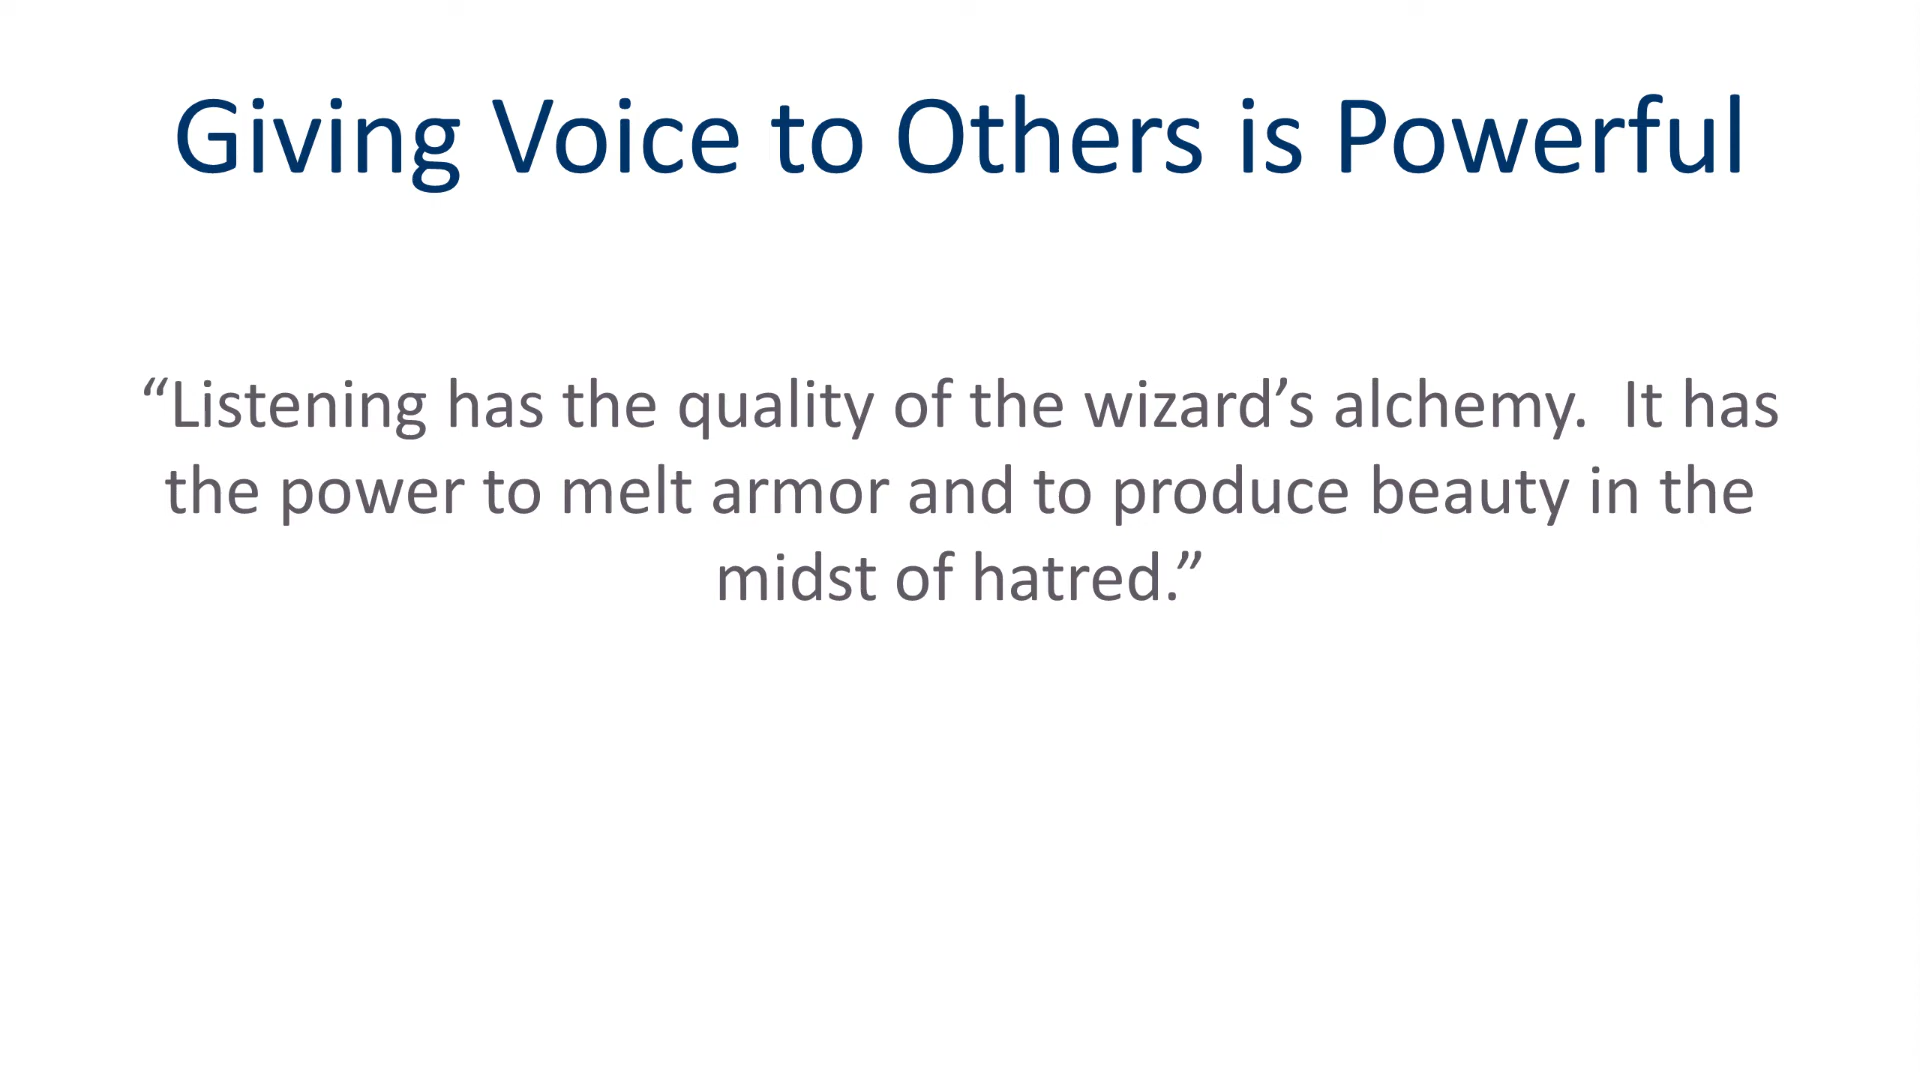 Giving Voice to Others is Powerful
“Listening has the quality of the wizard’s alchemy.  It has
the power to melt armor and to produce beauty in the
midst of hatred.”